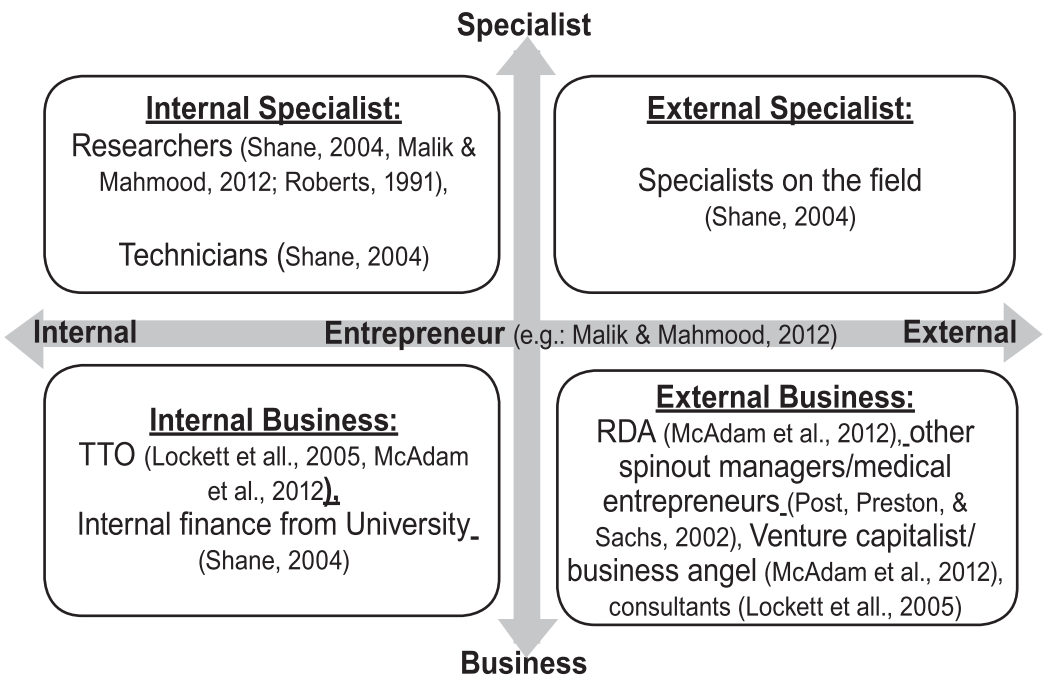 Specialist
Internal Specialist:
Researchers (Shane, 2004, Malik &
Mahmood, 2012; Roberts, 1991),
Technicians (Shane, 2004)
External Specialist:
Specialists on the field
(Shane, 2004)
Internal
Entrepreneur (e.g.: Malik & Mahmood, 2012)
External
Internal Business:
TTO (Lockett et all., 2005, McAdam
et al., 2012),
Internal finance from University
(Shane, 2004)
External Business:
RDA (McAdam et al., 2012), other
spinout managers/medical
entrepreneurs (Post, Preston, &
Sachs, 2002), Venture capitalist/
business angel (McAdam et al., 2012),
consultants (Lockett et all., 2005)
Business